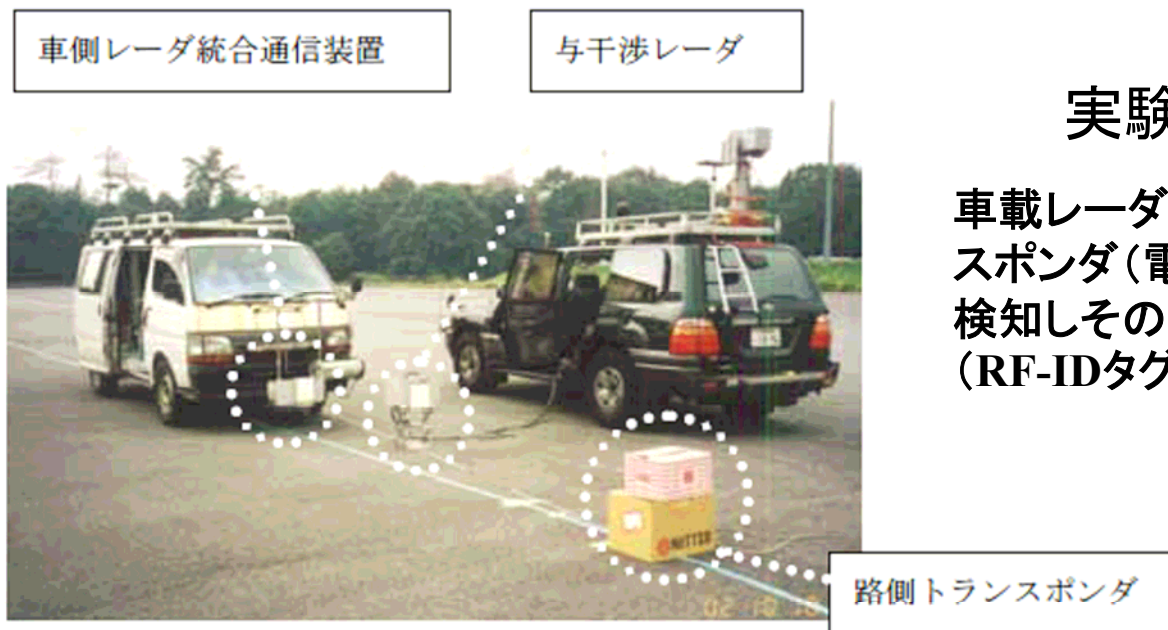 車側レーダ統合通信装置
与干渉レーダ
実験
車載レーダ
スポンダ（電
検知しその
（RF-IDタグ
NITTED
路側トランスポンダ